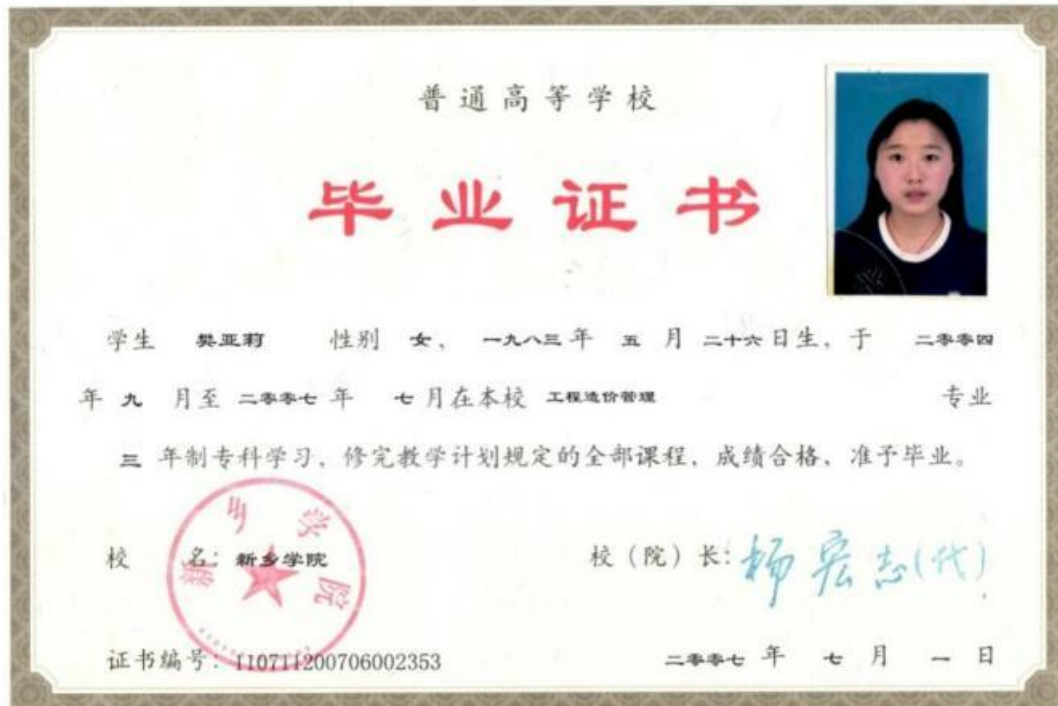 普通高等学校
毕业证书
学生 樊亚莉 性别 女，一九八三年 五 月 二十六日生，于 二零零四
年 九 月至 二零零七年 七月在本校 工程造价管理 专业
三 年制专科学习，修完教学计划规定的全部课程，成绩合格，准予毕业。
新乡学院
校 名：新乡学院 校（院）长：杨宏志(代)
证书编号：110711200706002353 二零零七 年 七 月 一 日